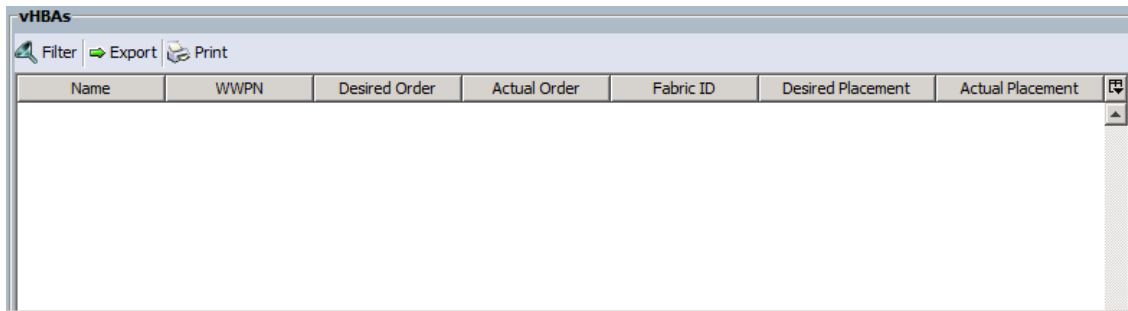 vHBAs
Filter Export Print
Name WWPN Desired Order Actual Order Fabric ID Desired Placement Actual Placement